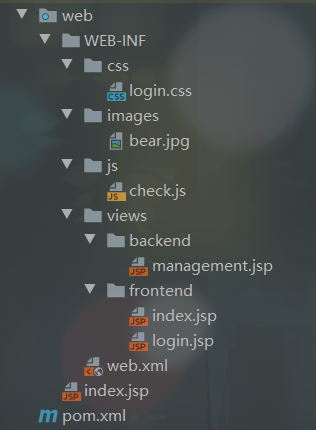 web
WEB-INF
css
login.css
images
bear.jpg
js
check.js
views
backend
management.jsp
frontend
index.jsp
login.jsp
web.xml
index.jsp
pom.xml